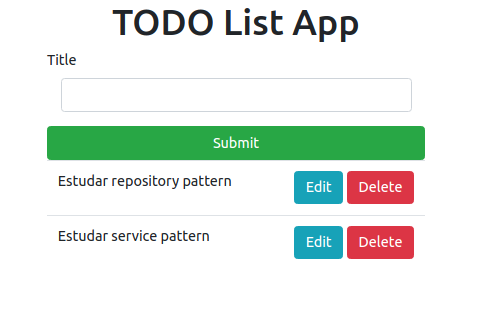 TODO List App
Title
Submit
Estudar repository pattern Edit Delete
Estudar service pattern Edit Delete